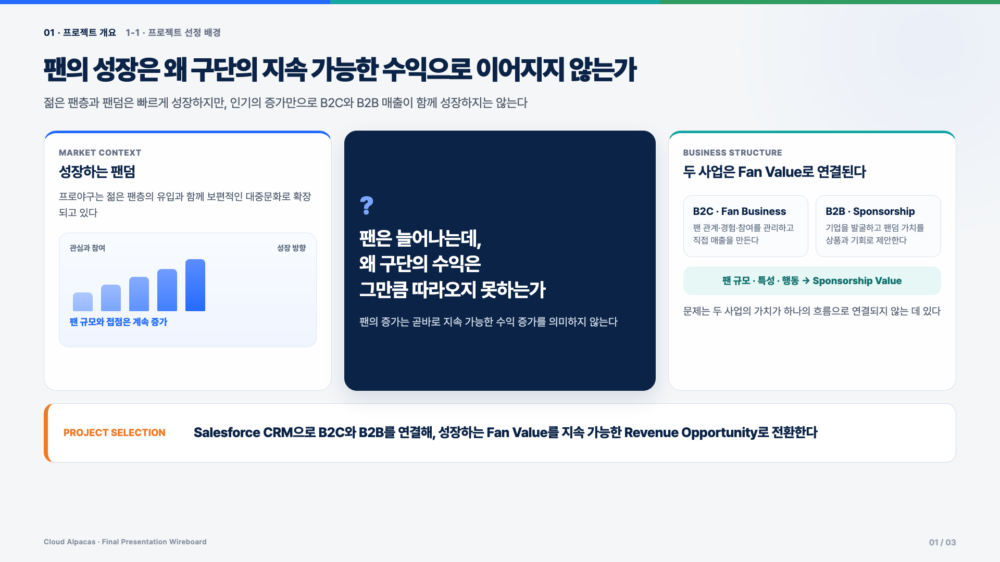 01 · 프로젝트 개요 1-1 · 프로젝트 선정 배경
팬의 성장은 왜 구단의 지속 가능한 수익으로 이어지지 않는가
젊은 팬층과 팬덤은 빠르게 성장하지만, 인기의 증가만으로 B2C와 B2B 매출이 함께 성장하지는 않는다
MARKET CONTEXT
성장하는 팬덤
프로야구는 젊은 팬층의 유입과 함께 보편적인 대중문화로 확장
되고 있다
관심과 참여 성장 방향
팬 규모와 접점은 계속 증가
?
팬은 늘어나는데,
왜 구단의 수익은
그만큼 따라오지 못하는가
팬의 증가는 곧바로 지속 가능한 수익 증가를 의미하지 않는다
BUSINESS STRUCTURE
두 사업은 Fan Value로 연결된다
B2C · Fan Business
팬 관계·경험·참여를 관리하고
직접 매출을 만든다
B2B · Sponsorship
기업을 발굴하고 팬덤 가치를
상품과 기회로 제안한다
팬 규모 · 특성 · 행동 → Sponsorship Value
문제는 두 사업의 가치가 하나의 흐름으로 연결되지 않는 데 있다
PROJECT SELECTION
Salesforce CRM으로 B2C와 B2B를 연결해, 성장하는 Fan Value를 지속 가능한 Revenue Opportunity로 전환한다
Cloud Alpacas · Final Presentation Wireboard
01 / 03